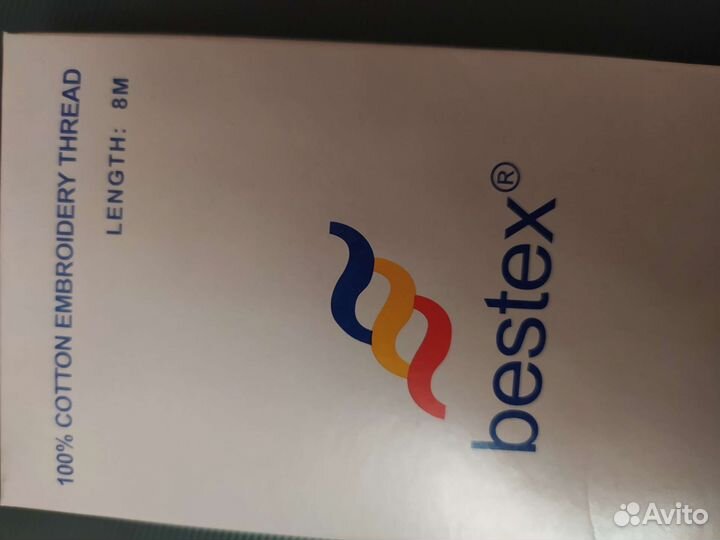 100% COTTON EMBROIDERY THREAD
LENGTH: 8M
bestex®
Avito